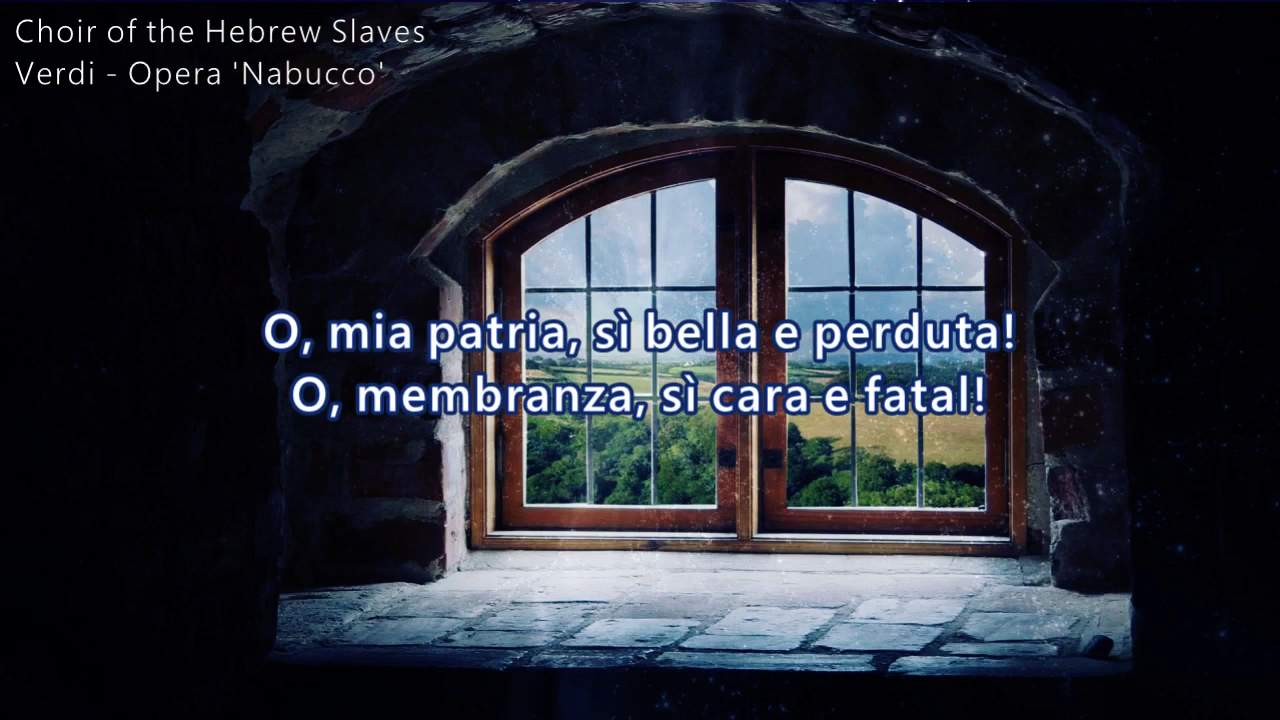 Choir of the Hebrew Slaves
Verdi - Opera 'Nabucco'
O, mia patria, sì bella e perduta!
O, membranza, sì cara e fatal!